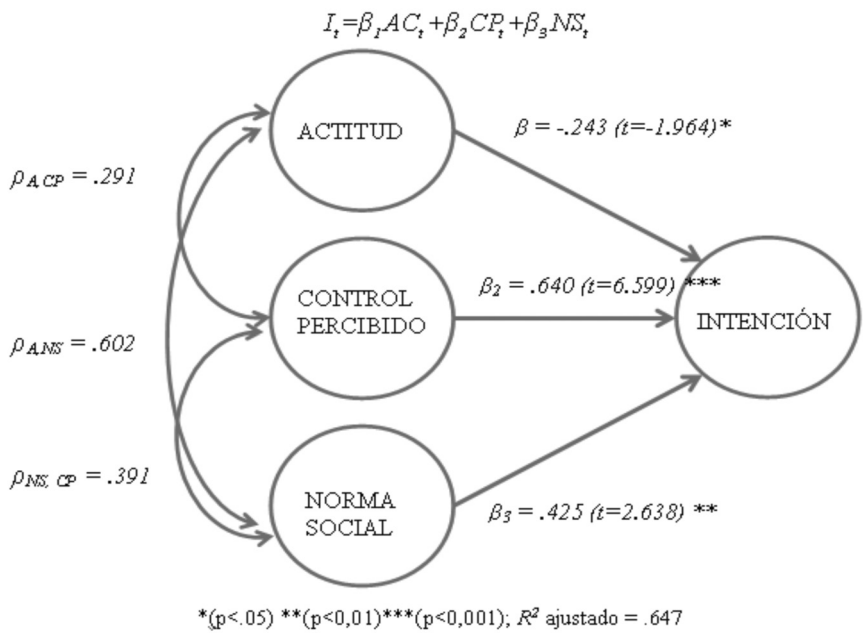 I_t=β_1AC_t+β_2CP_t+β_3NS_t
ACTITUD
β = -.243 (t=-1.964)*
ρ_A,CP = .291
CONTROL
PERCIBIDO
β_2 = .640 (t=6.599) ***
INTENCIÓN
ρ_A,NS = .602
ρ_NS, CP = .391
NORMA
SOCIAL
β_3 = .425 (t=2.638) **
*(p<.05) **(p<0,01)***(p<0,001); R² ajustado = .647